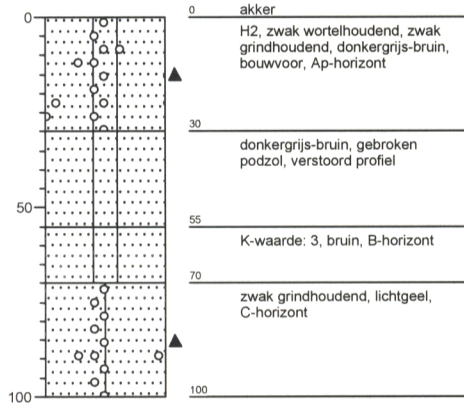 0
0 akker
H2, zwak wortelhoudend, zwak
grindhoudend, donkergrijs-bruin,
bouwvoor, Ap-horizont
30
donkergrijs-bruin, gebroken
podzol, verstoord profiel
50
55
K-waarde: 3, bruin, B-horizont
70
zwak grindhoudend, lichtgeel,
C-horizont
100
100